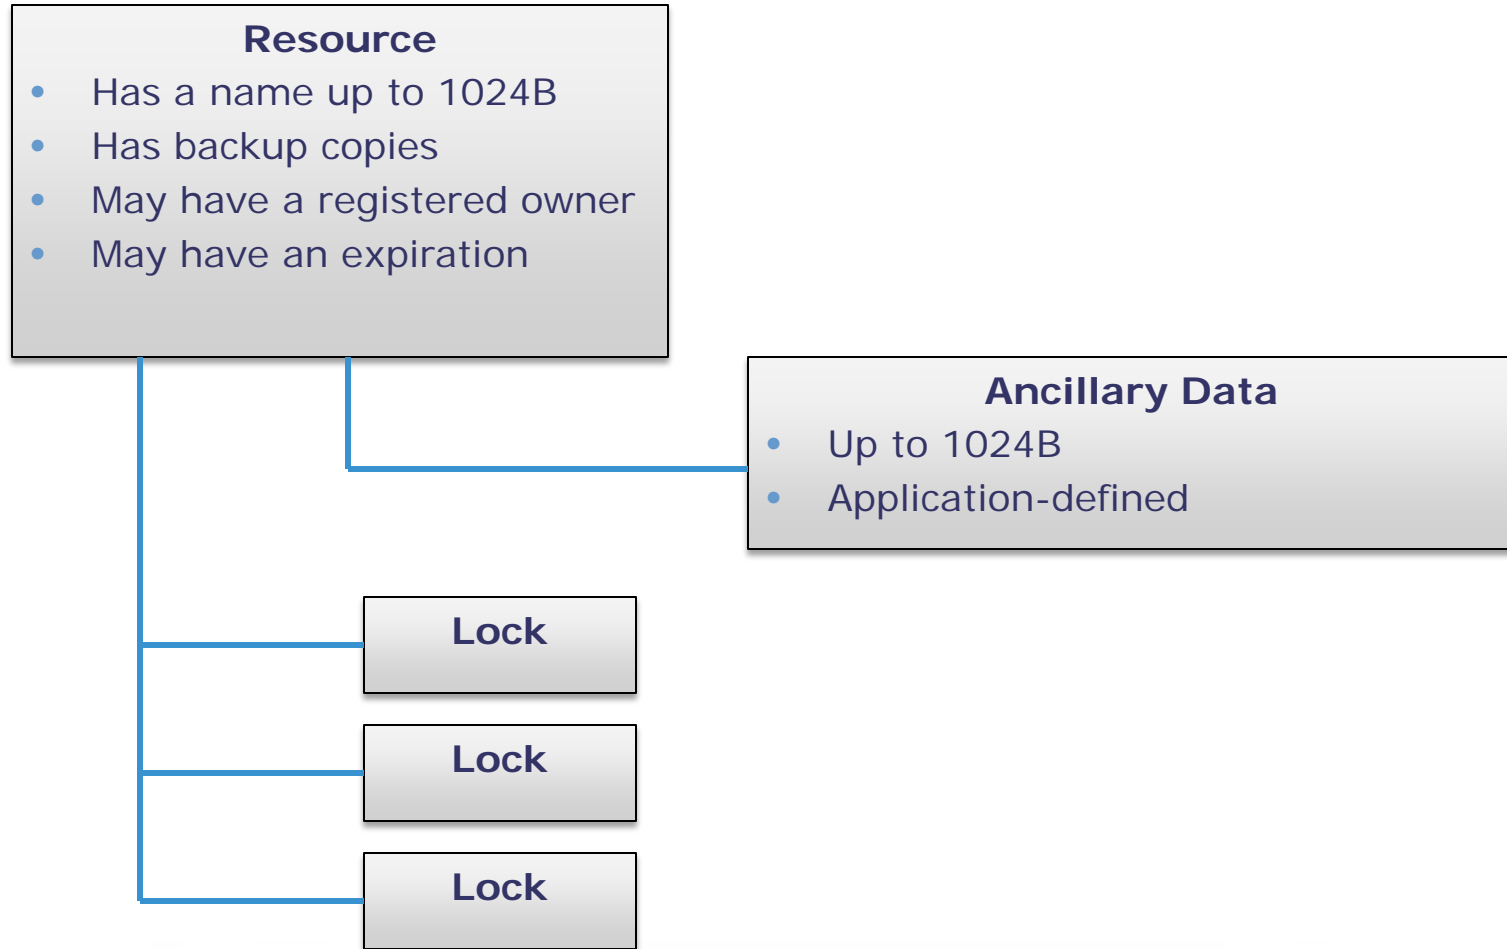 Resource
• Has a name up to 1024B
• Has backup copies
• May have a registered owner
• May have an expiration
Ancillary Data
• Up to 1024B
• Application-defined
Lock
Lock
Lock